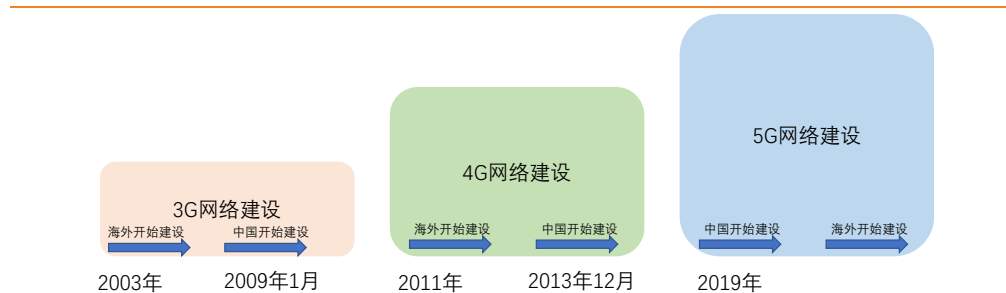 3G网络建设
海外开始建设 中国开始建设
2003年 2009年1月
4G网络建设
海外开始建设 中国开始建设
2011年 2013年12月
5G网络建设
中国开始建设 海外开始建设
2019年